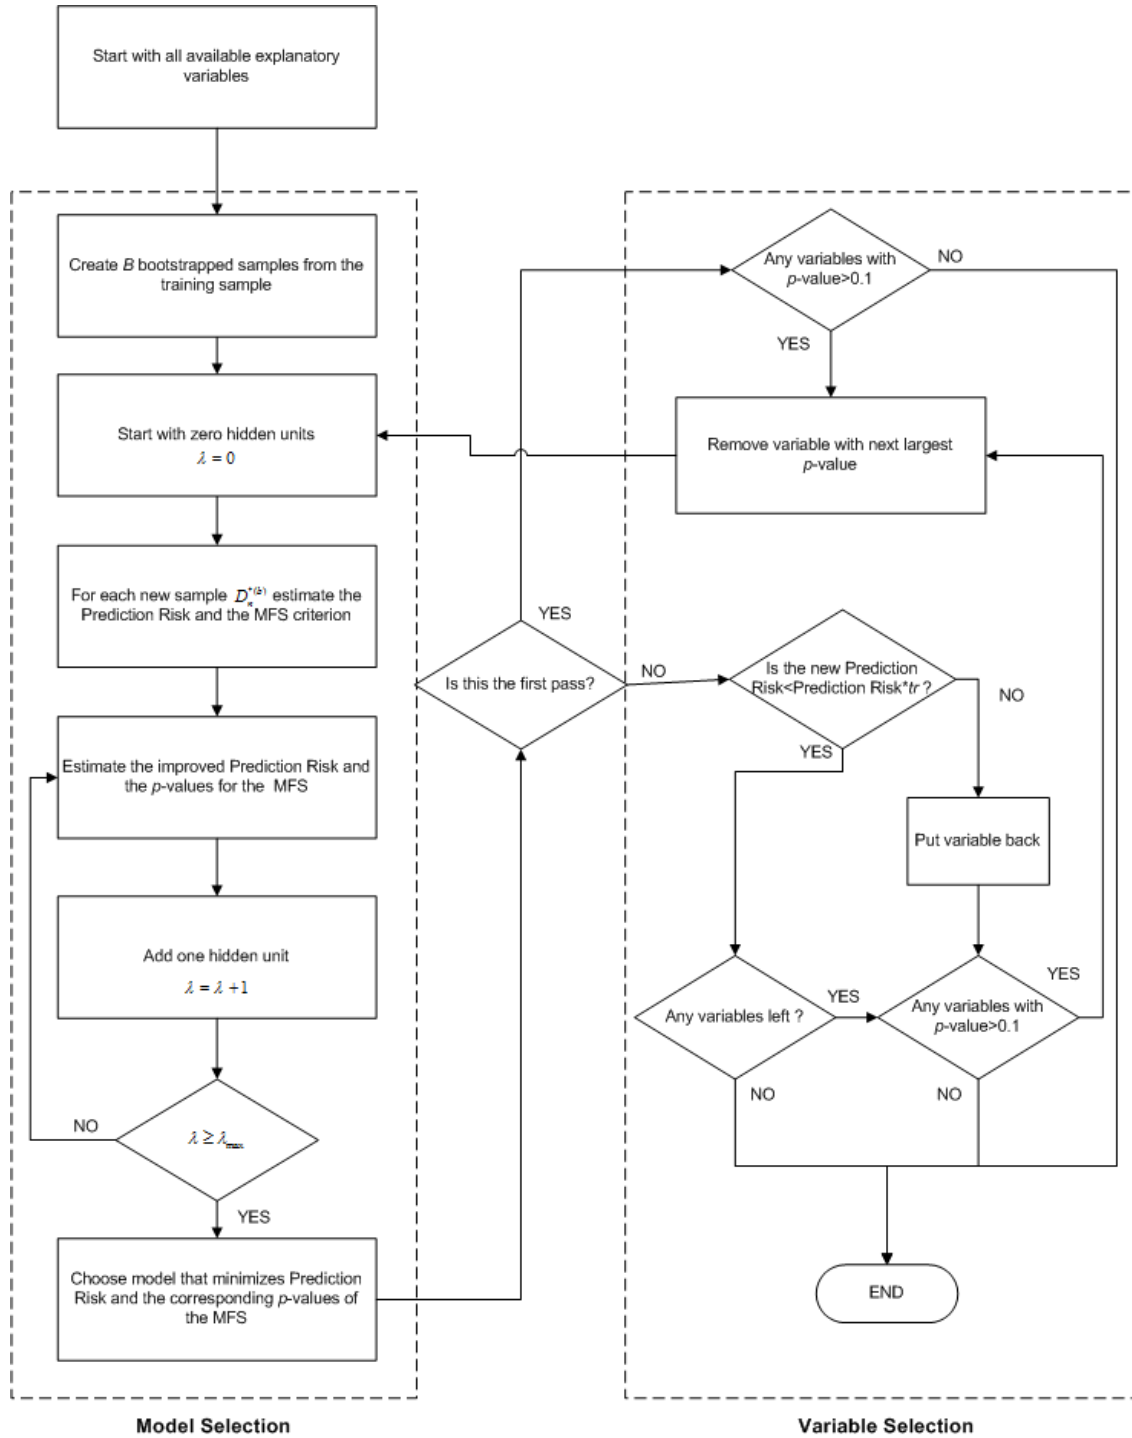 Start with all available explanatory
variables
Create B bootstrapped samples from the
training sample
Start with zero hidden units
λ = 0
For each new sample D_n^*(b) estimate the
Prediction Risk and the MFS criterion
Estimate the improved Prediction Risk and
the p-values for the MFS
Add one hidden unit
λ = λ +1
λ ≥ λmax
NO
YES
Choose model that minimizes Prediction
Risk and the corresponding p-values of
the MFS
Model Selection
Is this the first pass?
YES
NO
Any variables with
p-value>0.1
NO
YES
Remove variable with next largest
p-value
Is the new Prediction
Risk<Prediction Risk*tr ?
NO
YES
Put variable back
Any variables left ?
YES
NO
Any variables with
p-value>0.1
YES
NO
END
Variable Selection